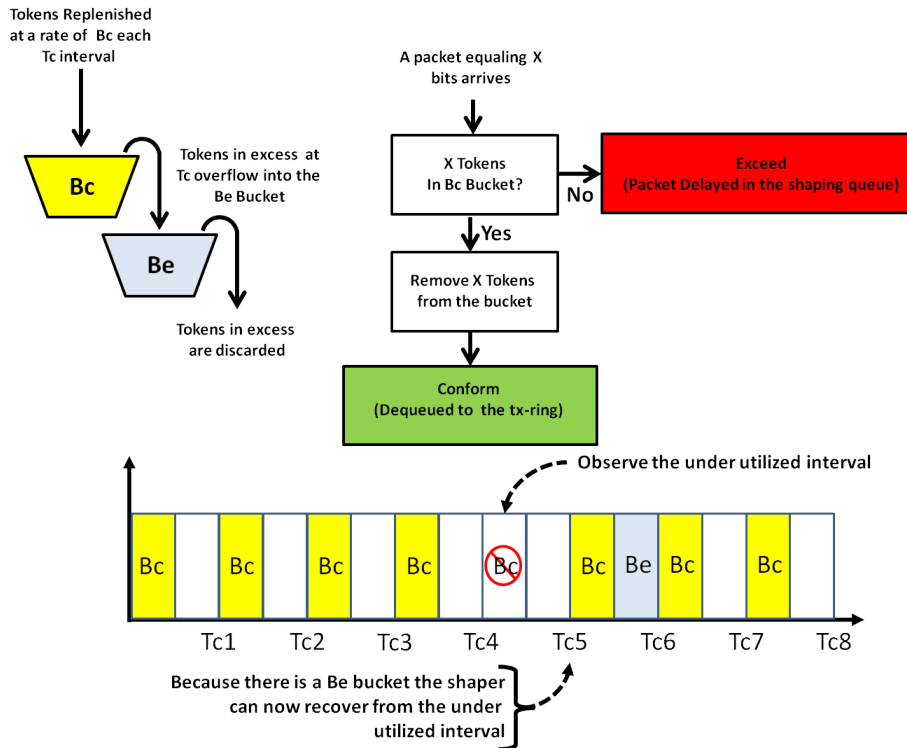 Tokens Replenished
at a rate of Bc each
Tc interval
Bc
Tokens in excess at
Tc overflow into the
Be Bucket
Be
Tokens in excess
are discarded
A packet equaling X
bits arrives
X Tokens
In Bc Bucket?
No
Exceed
(Packet Delayed in the shaping queue)
Yes
Remove X Tokens
from the bucket
Conform
(Dequeued to the tx-ring)
Observe the under utilized interval
Bc Bc Bc Bc Bc Bc Be Bc Bc
Tc1 Tc2 Tc3 Tc4 Tc5 Tc6 Tc7 Tc8
Because there is a Be bucket the shaper
can now recover from the under
utilized interval